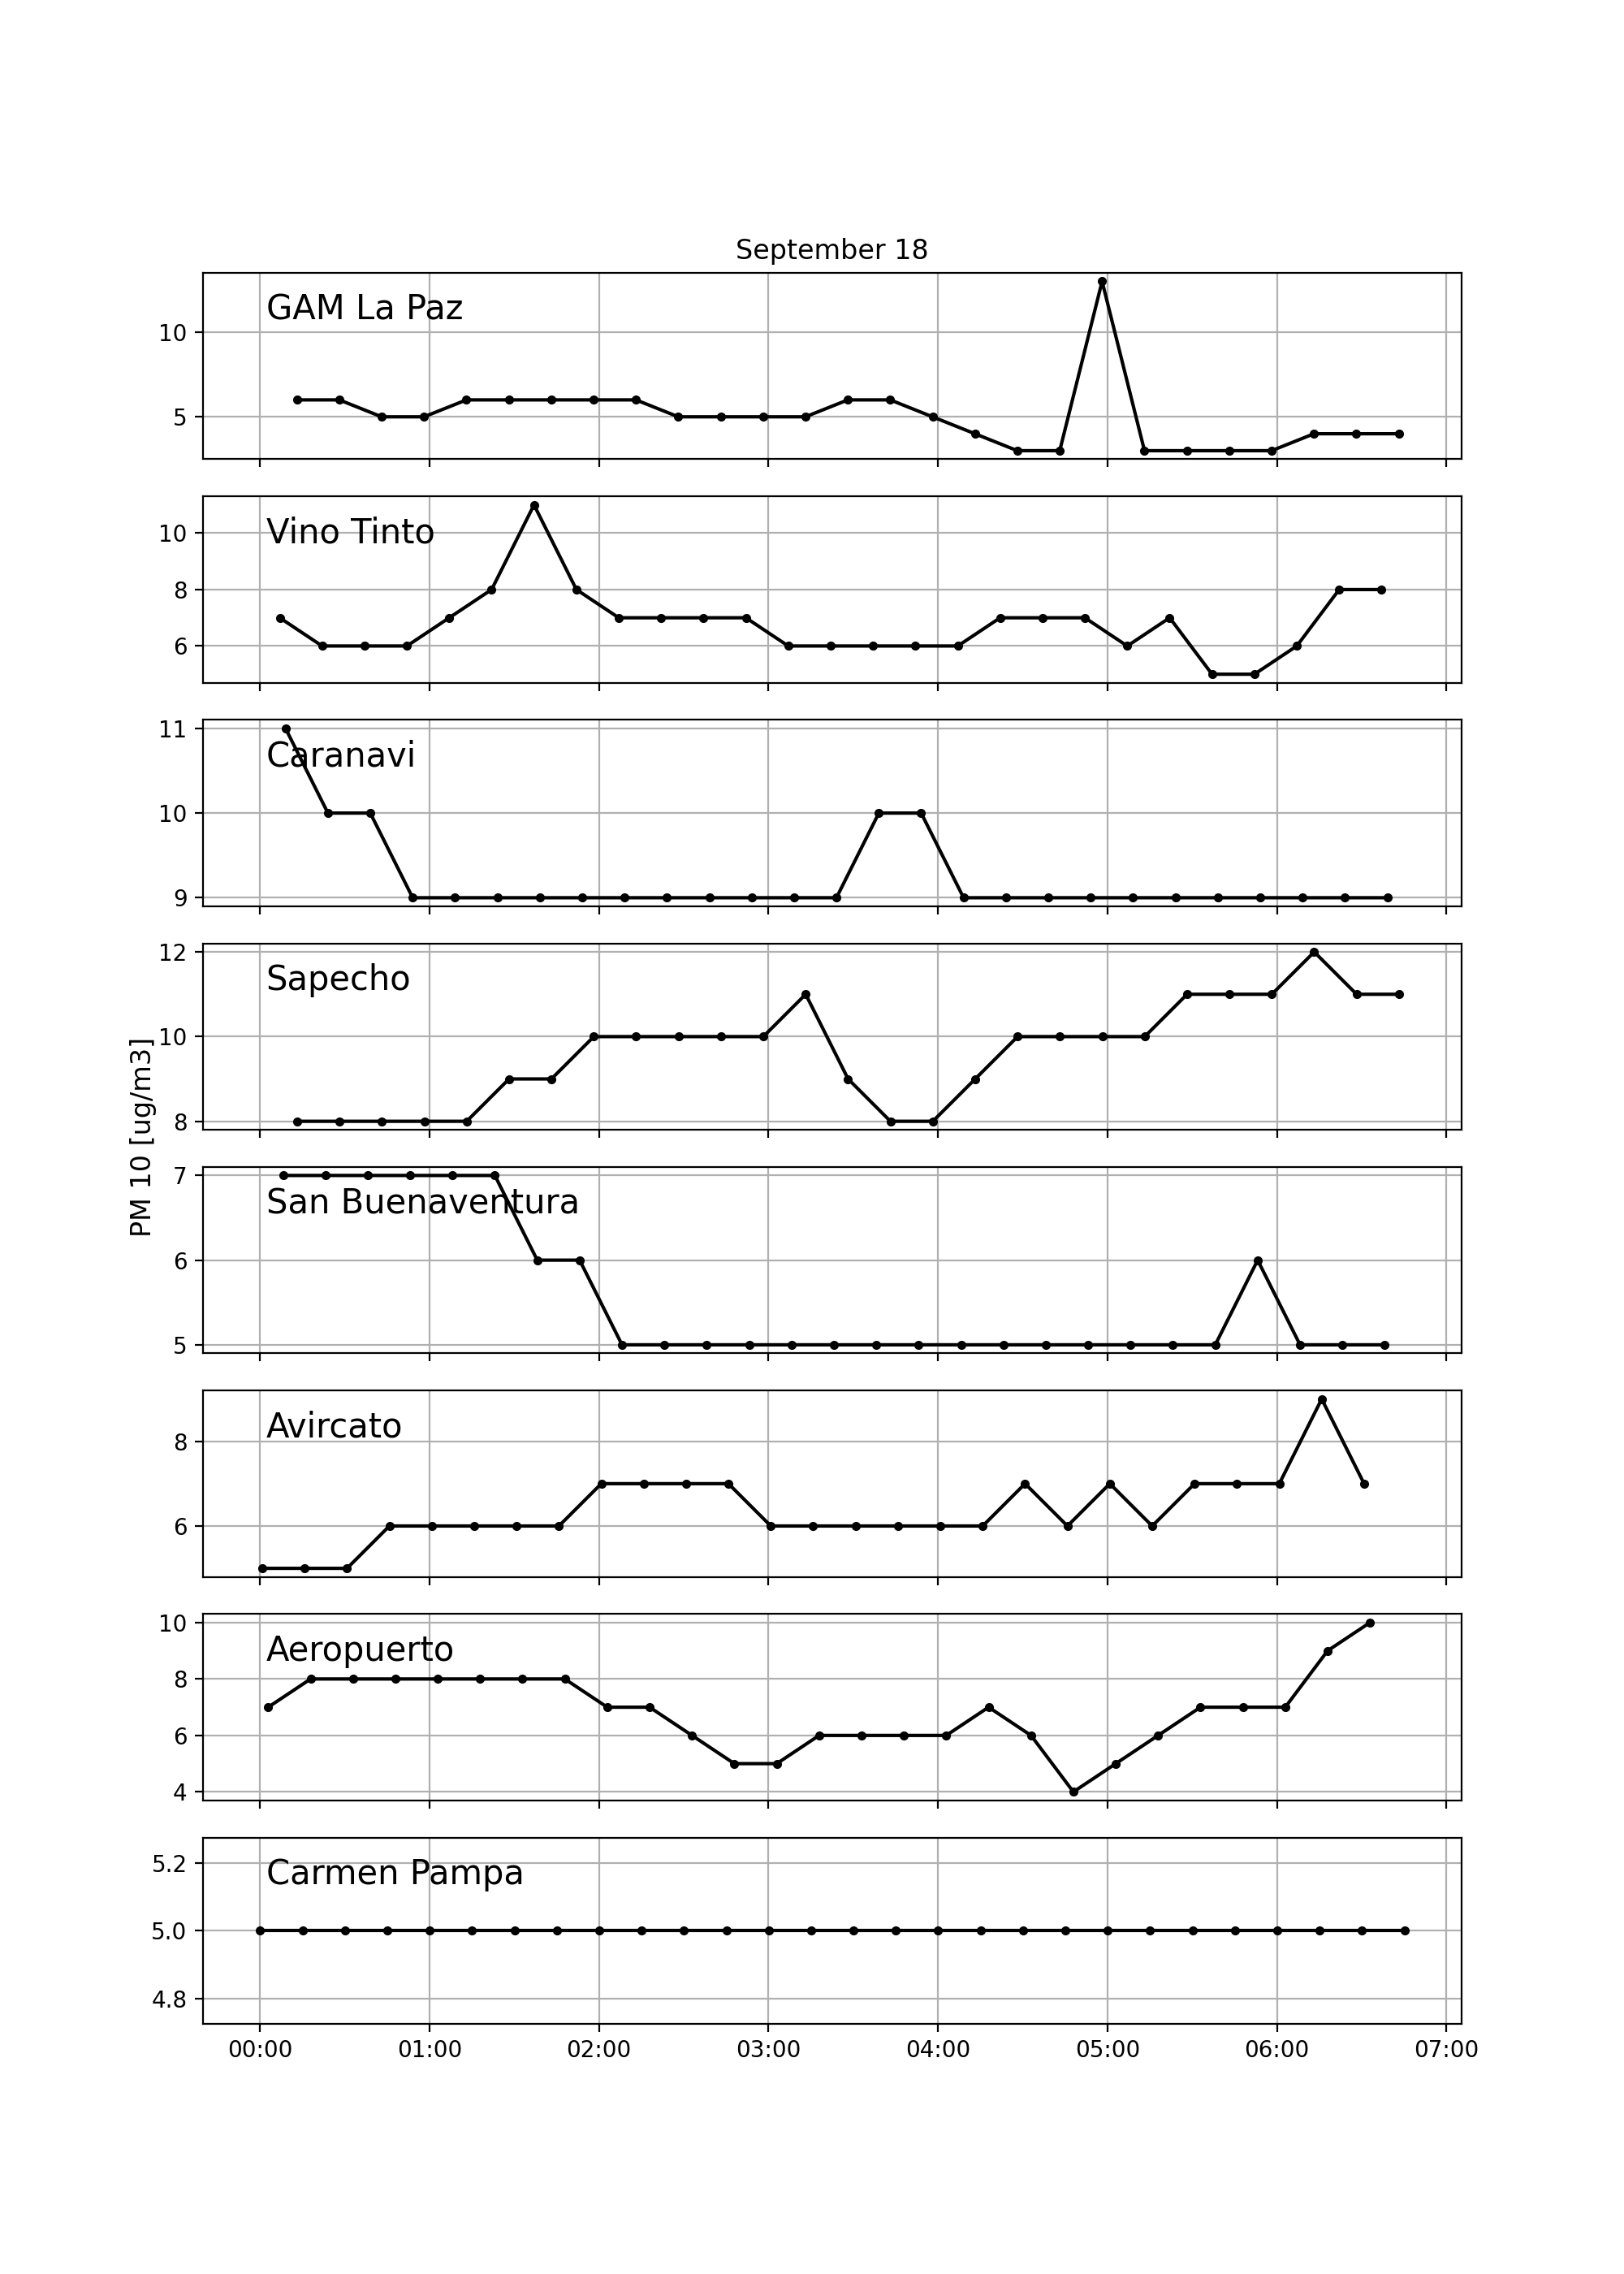 September 18
GAM La Paz
10
5
Vino Tinto
10
8
6
Caranavi
11
10
9
Sapecho
12
10
8
PM 10 [ug/m3]
San Buenaventura
7
6
5
Avircato
8
6
Aeropuerto
10
8
6
4
Carmen Pampa
5.2
5.0
4.8
00:00 01:00 02:00 03:00 04:00 05:00 06:00 07:00